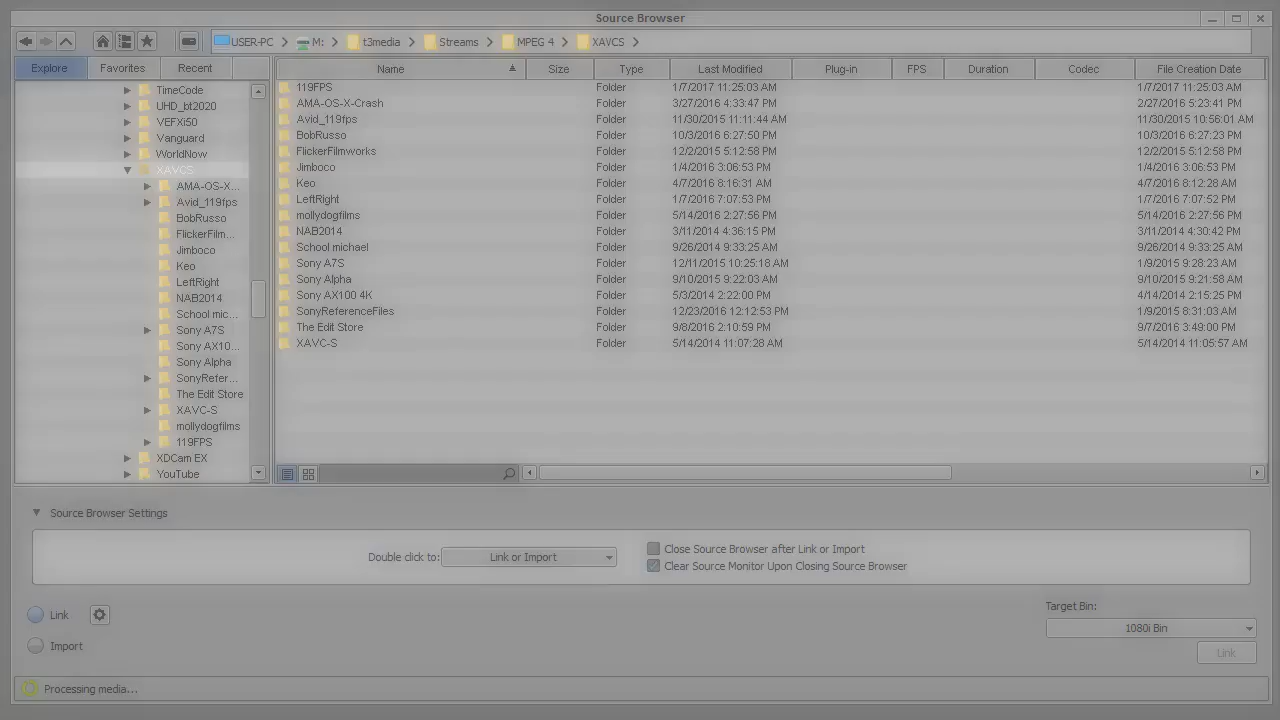 Source Browser
USER-PC > M: > t3media > Streams > MPEG 4 > XAVCS >
Explore Favorites Recent
Name Size Type Last Modified Plug-in FPS Duration Codec File Creation Date
TimeCode
UHD_bt2020
VEFXi50
Vanguard
WorldNow
XAVCS
AMA-OS-X...
Avid_119fps
BobRusso
FlickerFilm...
Jimboco
Keo
LeftRight
NAB2014
School mic...
Sony A7S
Sony AX10...
Sony Alpha
SonyRefer...
The Edit Store
XAVC-S
mollydogfilms
119FPS
XDCam EX
YouTube
119FPS Folder 1/7/2017 11:25:03 AM 1/7/2017 11:25:03 AM
AMA-OS-X-Crash Folder 3/27/2016 4:33:47 PM 2/27/2016 5:23:41 PM
Avid_119fps Folder 11/30/2015 11:11:44 AM 11/30/2015 10:56:01 AM
BobRusso Folder 10/3/2016 6:27:50 PM 10/3/2016 6:27:23 PM
FlickerFilmworks Folder 12/2/2015 5:12:58 PM 12/2/2015 5:12:58 PM
Jimboco Folder 1/4/2016 3:06:53 PM 1/4/2016 3:06:53 PM
Keo Folder 4/7/2016 8:16:31 AM 4/7/2016 8:12:28 AM
LeftRight Folder 1/7/2016 7:07:53 PM 1/7/2016 7:07:52 PM
mollydogfilms Folder 5/14/2016 2:27:56 PM 5/14/2016 2:27:56 PM
NAB2014 Folder 3/11/2014 4:36:15 PM 3/11/2014 4:30:42 PM
School michael Folder 9/26/2014 9:33:25 AM 9/28/2014 9:33:25 AM
Sony A7S Folder 12/11/2015 10:25:18 AM 1/9/2015 9:28:23 AM
Sony Alpha Folder 9/10/2015 9:22:03 AM 9/10/2015 9:21:58 AM
Sony AX100 4K Folder 5/3/2014 2:22:00 PM 4/14/2014 2:15:25 PM
SonyReferenceFiles Folder 12/23/2016 12:12:53 PM 1/9/2015 8:31:03 AM
The Edit Store Folder 9/8/2016 2:10:59 PM 9/7/2016 3:49:00 PM
XAVC-S Folder 5/14/2014 11:07:28 AM 5/14/2014 11:05:57 AM
Source Browser Settings
Double click to: Link or Import
Close Source Browser after Link or Import
Clear Source Monitor Upon Closing Source Browser
Link
Import
Target Bin:
1080i Bin
Link
Processing media...